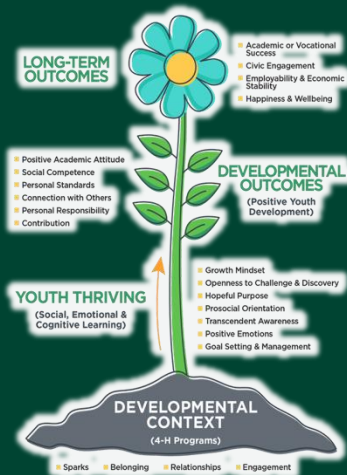 LONG-TERM
OUTCOMES
Academic or Vocational
Success
Civic Engagement
Employability & Economic
Stability
Happiness & Wellbeing
Positive Academic Attitude
Social Competence
Personal Standards
Connection with Others
Personal Responsibility
Contribution
DEVELOPMENTAL
OUTCOMES
(Positive Youth
Development)
YOUTH THRIVING
(Social, Emotional &
Cognitive Learning)
Growth Mindset
Openness to Challenge & Discovery
Hopeful Purpose
Prosocial Orientation
Transcendent Awareness
Positive Emotions
Goal Setting & Management
DEVELOPMENTAL
CONTEXT
(4-H Programs)
Sparks Belonging Relationships Engagement